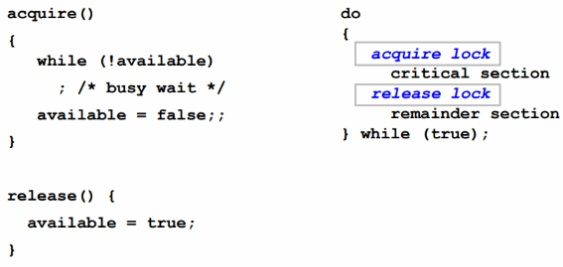 acquire()
{
while (!available)
; /* busy wait */
available = false;;
}
release() {
available = true;
}
do
{
acquire lock
critical section
release lock
remainder section
} while (true);